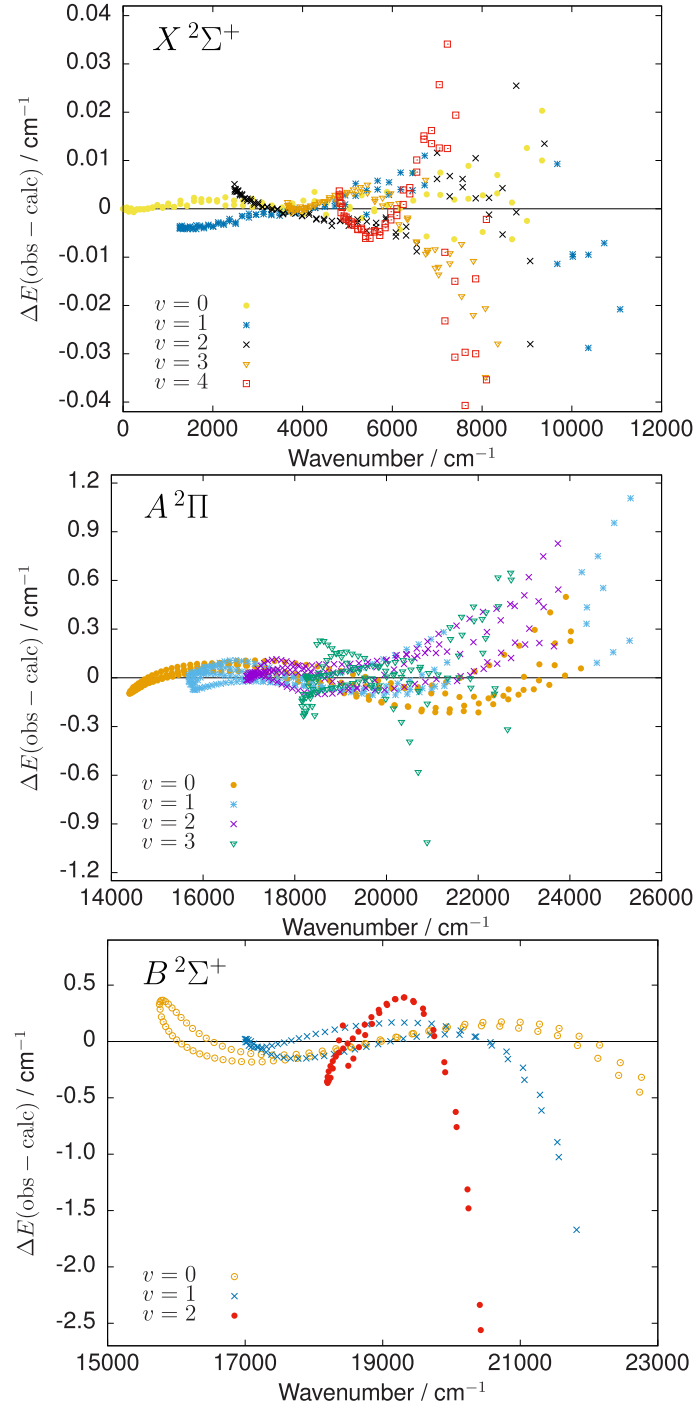 X ²Σ⁺
0.04
0.03
0.02
0.01
0
-0.01
-0.02
-0.03
-0.04
ΔE(obs − calc) / cm⁻¹
v = 0
v = 1
v = 2
v = 3
v = 4
0 2000 4000 6000 8000 10000 12000
Wavenumber / cm⁻¹
A ²Π
1.2
0.9
0.6
0.3
0
-0.3
-0.6
-0.9
-1.2
ΔE(obs − calc) / cm⁻¹
v = 0
v = 1
v = 2
v = 3
14000 16000 18000 20000 22000 24000 26000
Wavenumber / cm⁻¹
B ²Σ⁺
0.5
0
-0.5
-1.0
-1.5
-2.0
-2.5
ΔE(obs − calc) / cm⁻¹
v = 0
v = 1
v = 2
15000 17000 19000 21000 23000
Wavenumber / cm⁻¹